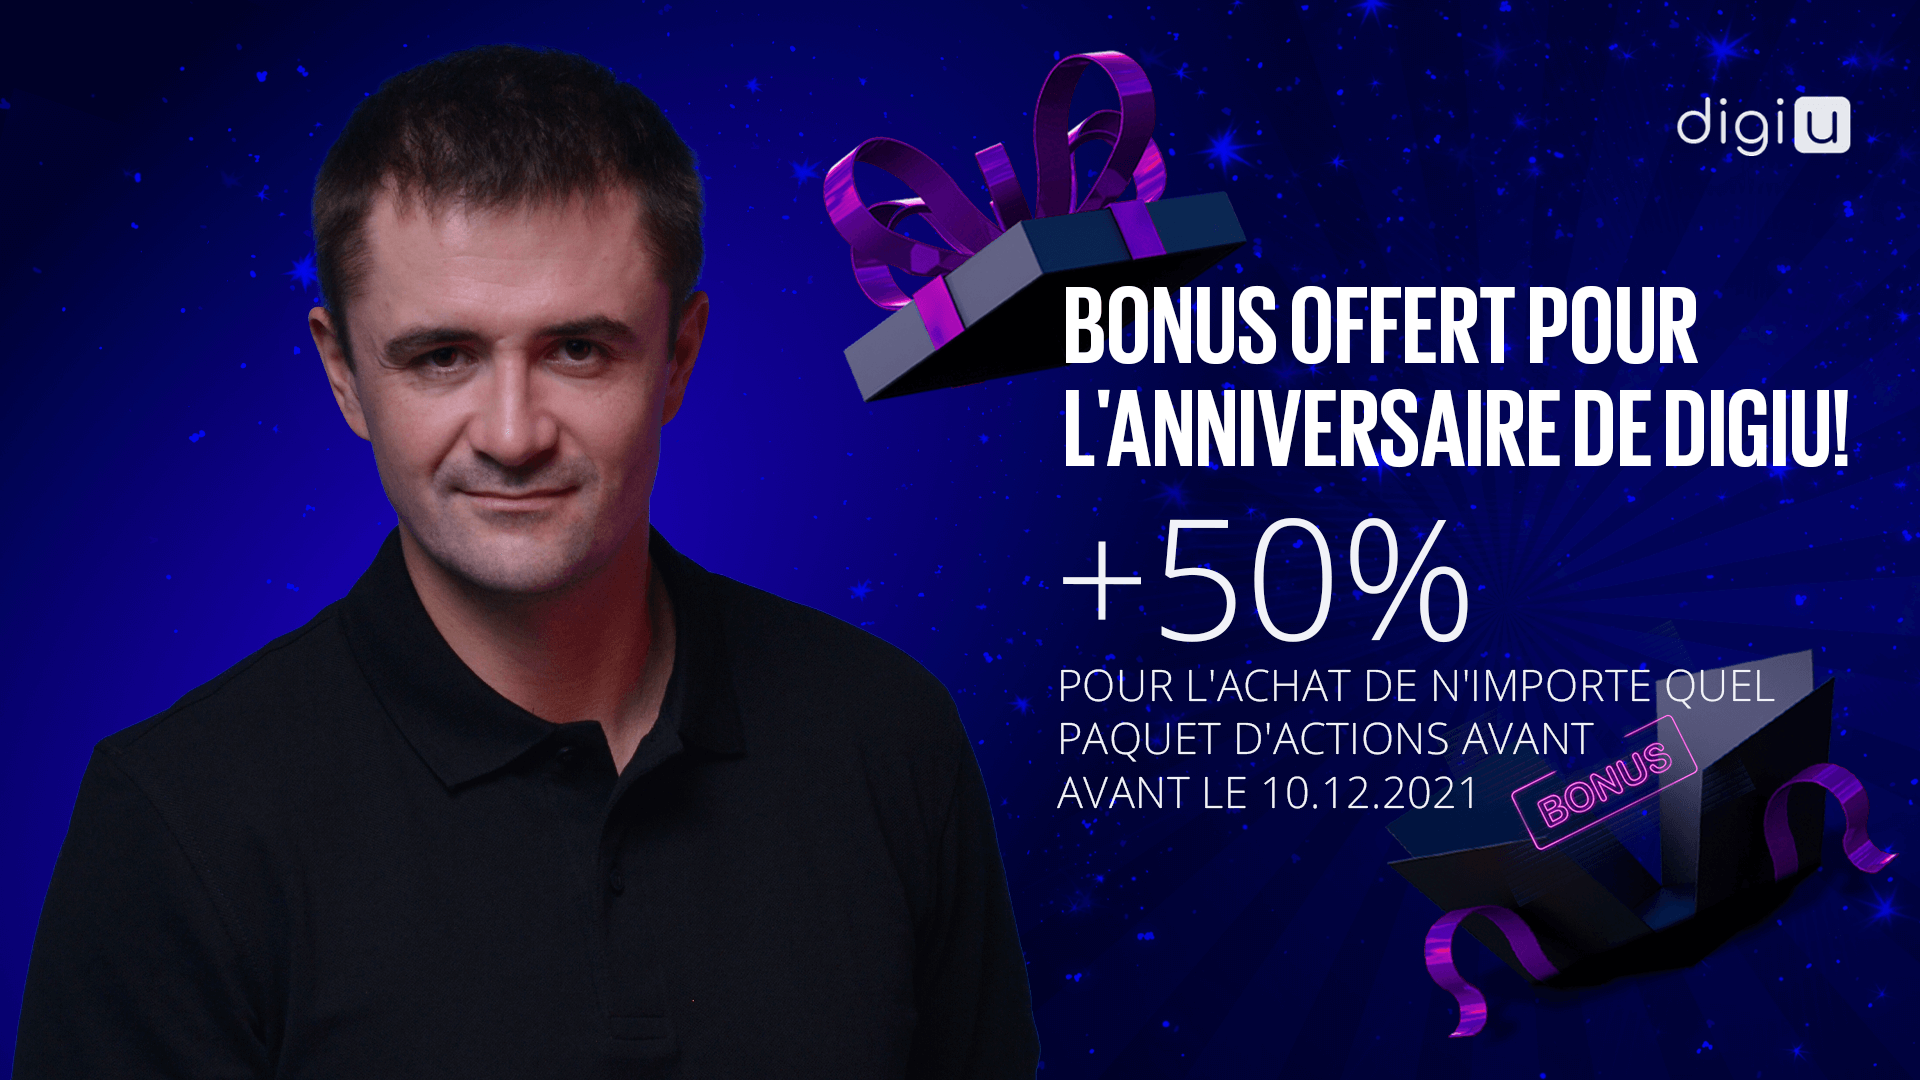 digiu
BONUS OFFERT POUR
L'ANNIVERSAIRE DE DIGIU!
+50%
POUR L'ACHAT DE N'IMPORTE QUEL
PAQUET D'ACTIONS AVANT
AVANT LE 10.12.2021
BONUS